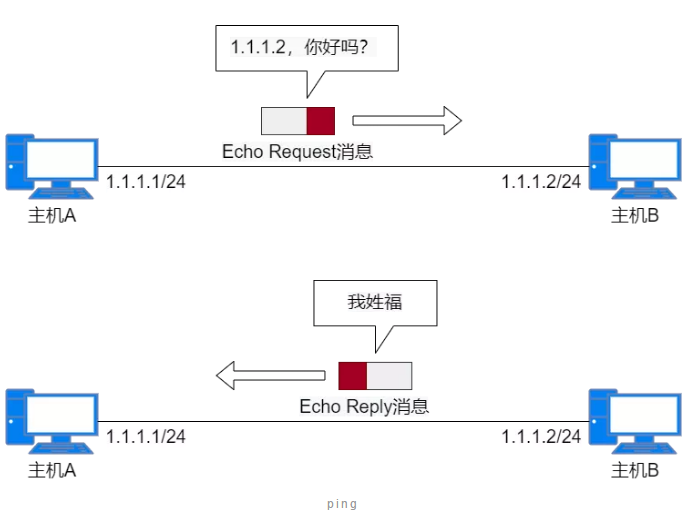 1.1.1.2，你好吗？
Echo Request消息
1.1.1.1/24
1.1.1.2/24
主机A
主机B
我姓福
Echo Reply消息
1.1.1.1/24
1.1.1.2/24
主机A
主机B
ping